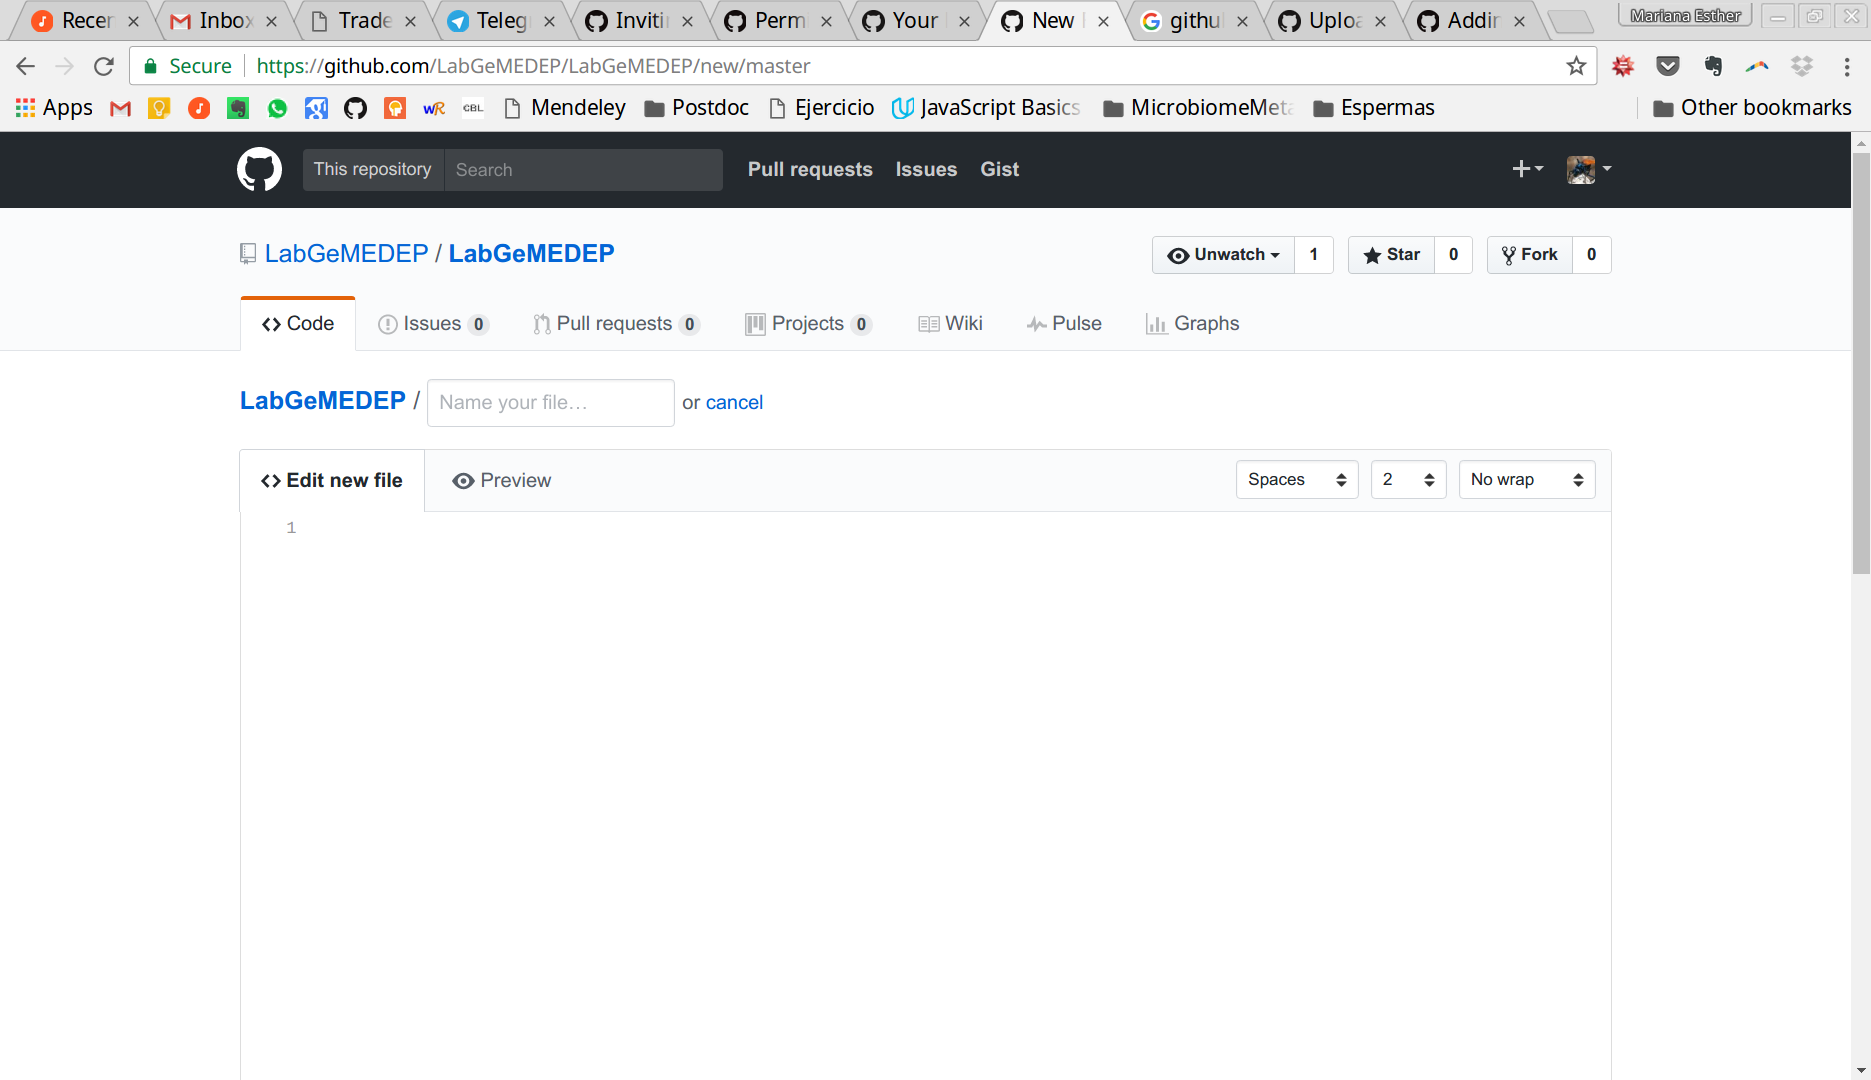 Recer Inbox Trade Teleg Inviti Perm Your New githu Uploa Addin Mariana Esther
Secure https://github.com/LabGeMEDEP/LabGeMEDEP/new/master
Apps wR CBL Mendeley Postdoc Ejercicio JavaScript Basics MicrobiomeMeta Espermas Other bookmarks
This repository Search Pull requests Issues Gist
LabGeMEDEP / LabGeMEDEP Unwatch 1 Star 0 Fork 0
Code Issues 0 Pull requests 0 Projects 0 Wiki Pulse Graphs
LabGeMEDEP / Name your file... or cancel
Edit new file Preview Spaces 2 No wrap
1